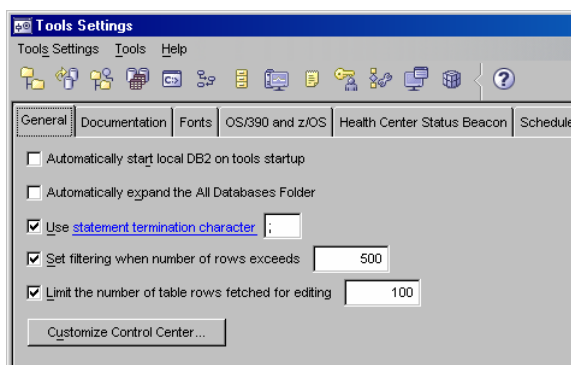 Tools Settings
Tools Settings Tools Help
General Documentation Fonts OS/390 and z/OS Health Center Status Beacon Schedule
Automatically start local DB2 on tools startup
Automatically expand the All Databases Folder
Use statement termination character ;
Set filtering when number of rows exceeds 500
Limit the number of table rows fetched for editing 100
Customize Control Center...